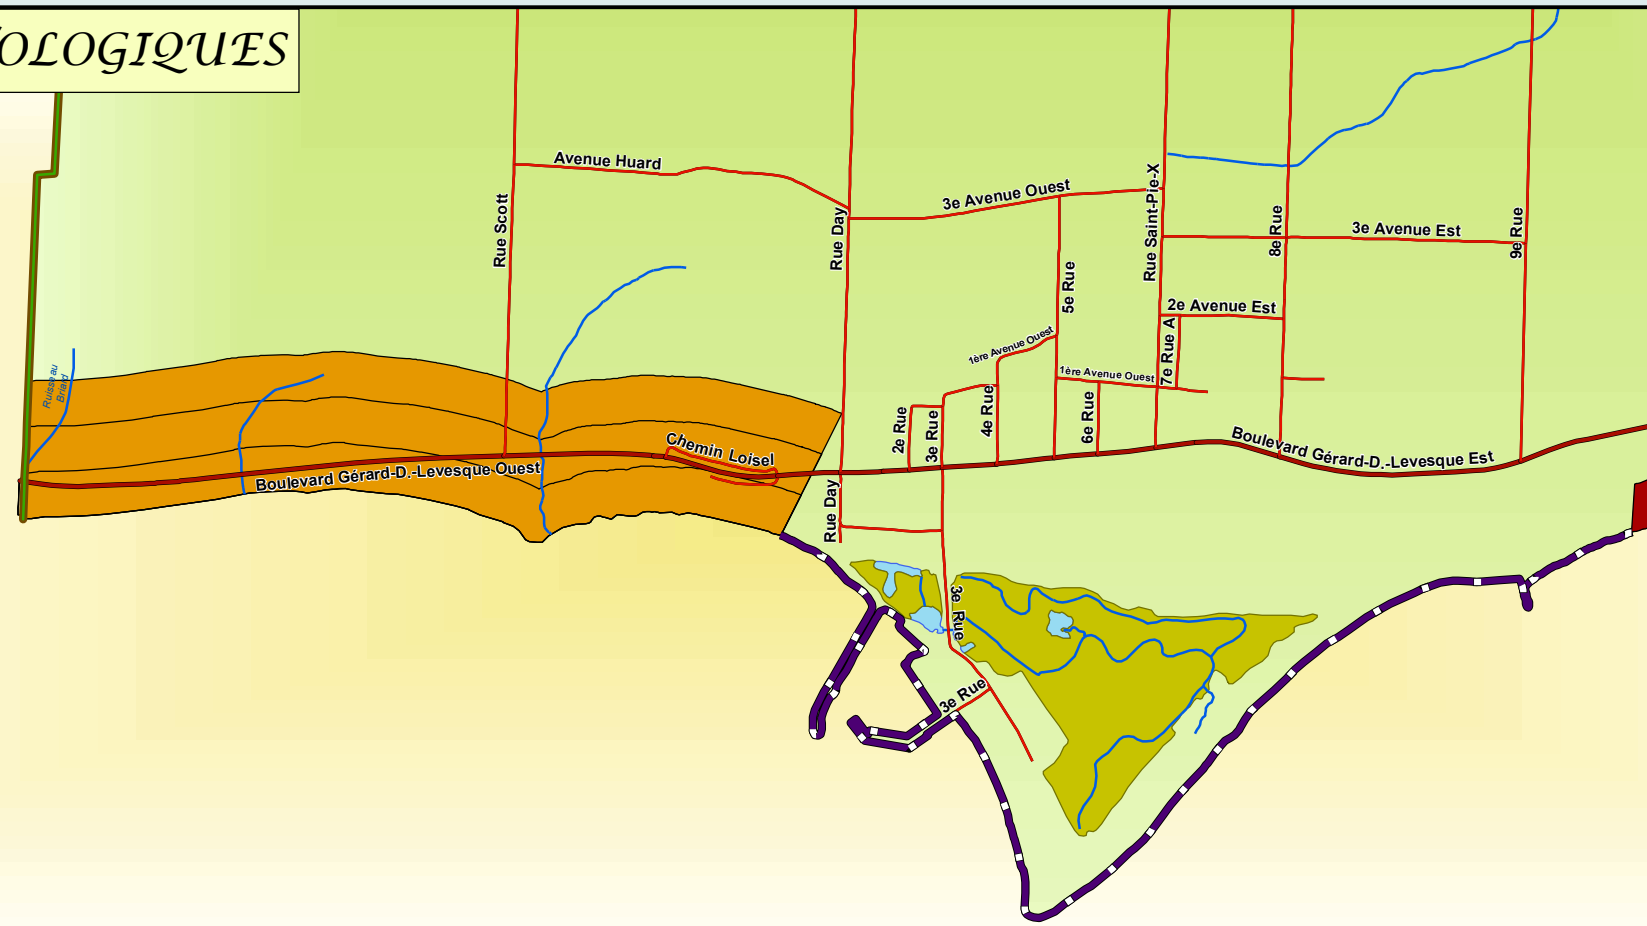 OLOGIQUES
Avenue Huard
3e Avenue Ouest
Rue Scott
Rue Day
Rue Saint-Pie-X
8e Rue
3e Avenue Est
9e Rue
5e Rue
2e Avenue Est
1ère Avenue Ouest
7e Rue A
1ère Avenue Ouest
Ruisseau
Briard
2e Rue
3e Rue
4e Rue
6e Rue
Chemin Loisel
Boulevard Gérard-D.-Levesque Ouest
Boulevard Gérard-D.-Levesque Est
Rue Day
3e Rue
3e Rue